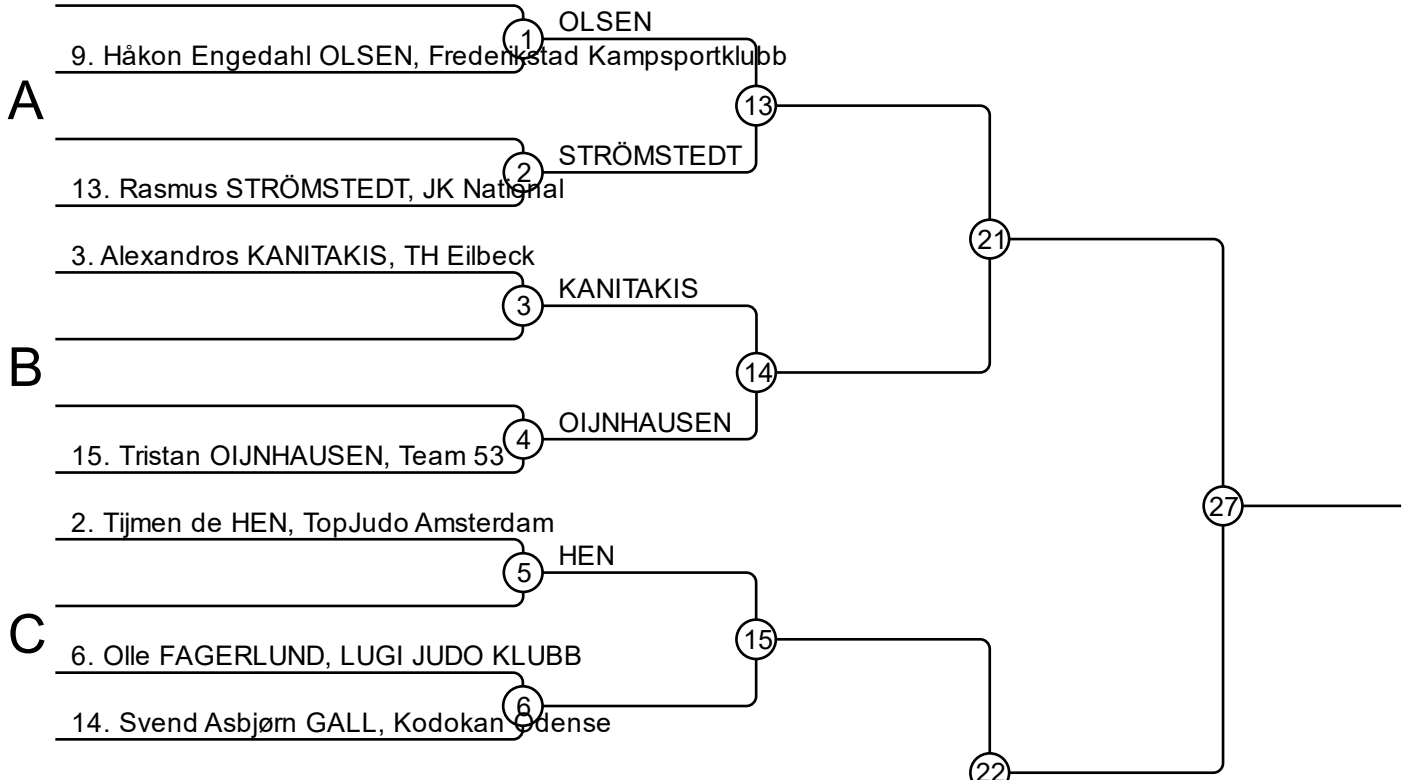 OLSEN
1
9. Håkon Engedahl OLSEN, Frederikstad Kampsportklubb
A
13
STRÖMSTEDT
2
13. Rasmus STRÖMSTEDT, JK National
21
3. Alexandros KANITAKIS, TH Eilbeck
KANITAKIS
3
B
14
OIJNHAUSEN
4
15. Tristan OIJNHAUSEN, Team 53
27
2. Tijmen de HEN, TopJudo Amsterdam
HEN
5
C
15
6. Olle FAGERLUND, LUGI JUDO KLUBB
6
14. Svend Asbjørn GALL, Kodokan Odense
22